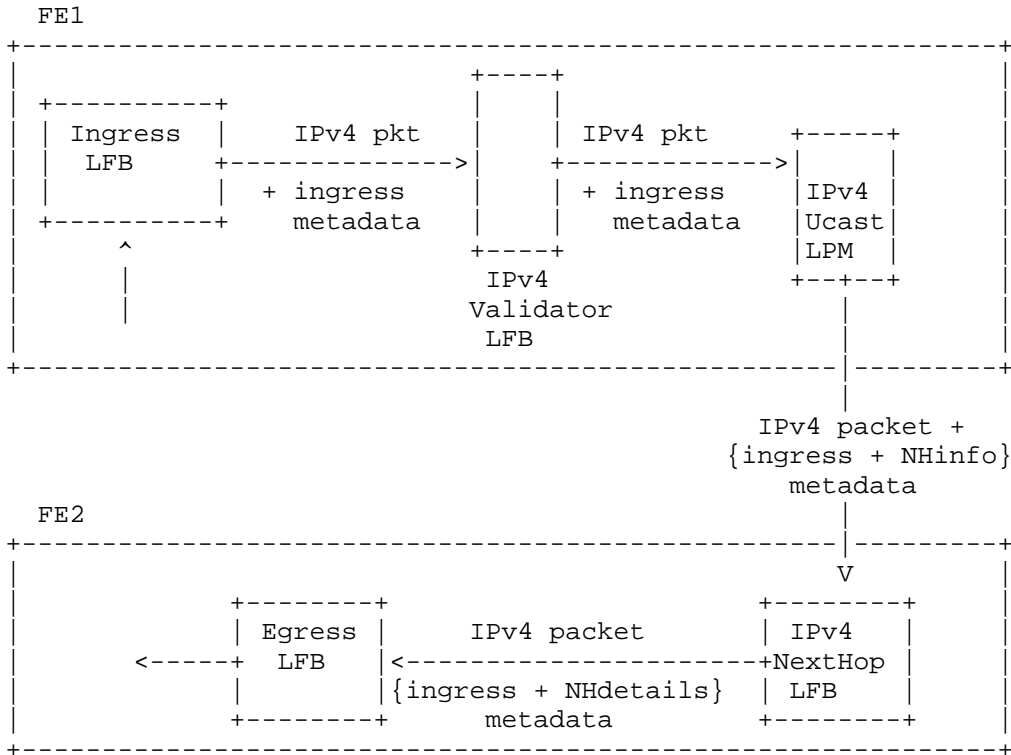 FE1
Ingress IPv4 pkt IPv4 pkt
LFB
+ ingress + ingress IPv4
metadata metadata Ucast
LPM
IPv4
Validator
LFB
IPv4 packet +
{ingress + NHinfo}
metadata
FE2
V
Egress IPv4 packet IPv4
LFB NextHop
{ingress + NHdetails} LFB
metadata